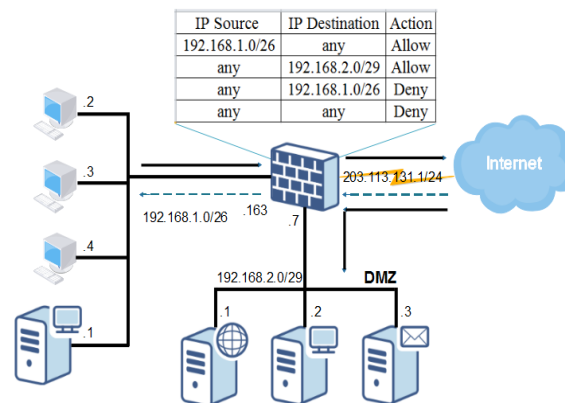 IP Source IP Destination Action
192.168.1.0/26 any Allow
any 192.168.2.0/29 Allow
any 192.168.1.0/26 Deny
any any Deny
.2
.3
.4
.1
192.168.1.0/26
.163
.7
203.113.131.1/24
Internet
192.168.2.0/29
DMZ
.1
.2
.3